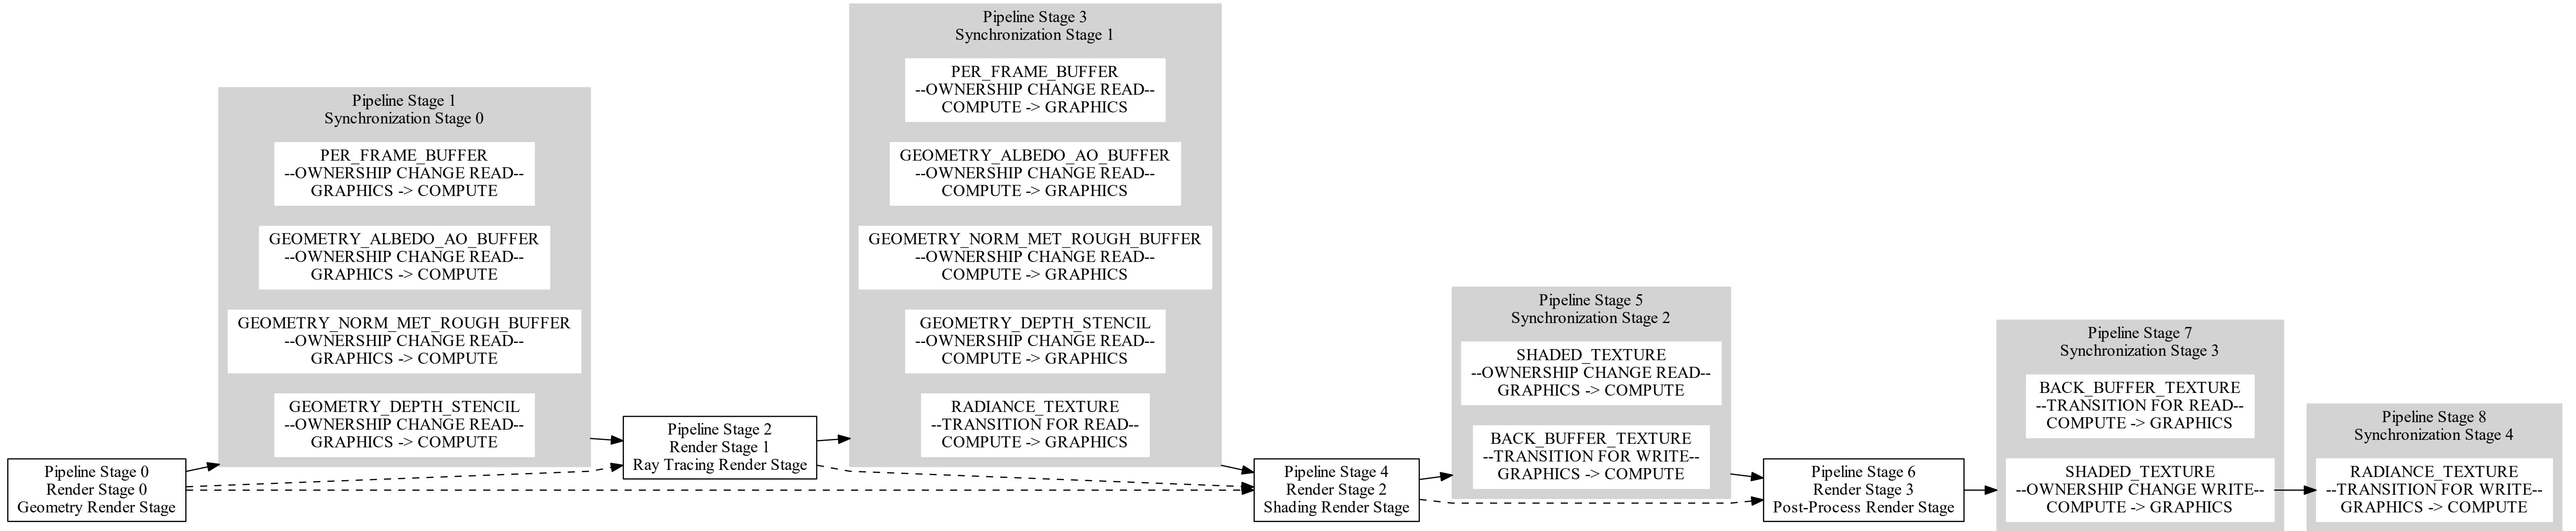 Pipeline Stage 0
Render Stage 0
Geometry Render Stage
Pipeline Stage 1
Synchronization Stage 0
PER_FRAME_BUFFER
--OWNERSHIP CHANGE READ--
GRAPHICS -> COMPUTE
GEOMETRY_ALBEDO_AO_BUFFER
--OWNERSHIP CHANGE READ--
GRAPHICS -> COMPUTE
GEOMETRY_NORM_MET_ROUGH_BUFFER
--OWNERSHIP CHANGE READ--
GRAPHICS -> COMPUTE
GEOMETRY_DEPTH_STENCIL
--OWNERSHIP CHANGE READ--
GRAPHICS -> COMPUTE
Pipeline Stage 2
Render Stage 1
Ray Tracing Render Stage
Pipeline Stage 3
Synchronization Stage 1
PER_FRAME_BUFFER
--OWNERSHIP CHANGE READ--
COMPUTE -> GRAPHICS
GEOMETRY_ALBEDO_AO_BUFFER
--OWNERSHIP CHANGE READ--
COMPUTE -> GRAPHICS
GEOMETRY_NORM_MET_ROUGH_BUFFER
--OWNERSHIP CHANGE READ--
COMPUTE -> GRAPHICS
GEOMETRY_DEPTH_STENCIL
--OWNERSHIP CHANGE READ--
COMPUTE -> GRAPHICS
RADIANCE_TEXTURE
--TRANSITION FOR READ--
COMPUTE -> GRAPHICS
Pipeline Stage 4
Render Stage 2
Shading Render Stage
Pipeline Stage 5
Synchronization Stage 2
SHADED_TEXTURE
--OWNERSHIP CHANGE READ--
GRAPHICS -> COMPUTE
BACK_BUFFER_TEXTURE
--TRANSITION FOR WRITE--
GRAPHICS -> COMPUTE
Pipeline Stage 6
Render Stage 3
Post-Process Render Stage
Pipeline Stage 7
Synchronization Stage 3
BACK_BUFFER_TEXTURE
--TRANSITION FOR READ--
COMPUTE -> GRAPHICS
SHADED_TEXTURE
--OWNERSHIP CHANGE WRITE--
COMPUTE -> GRAPHICS
Pipeline Stage 8
Synchronization Stage 4
RADIANCE_TEXTURE
--TRANSITION FOR WRITE--
GRAPHICS -> COMPUTE